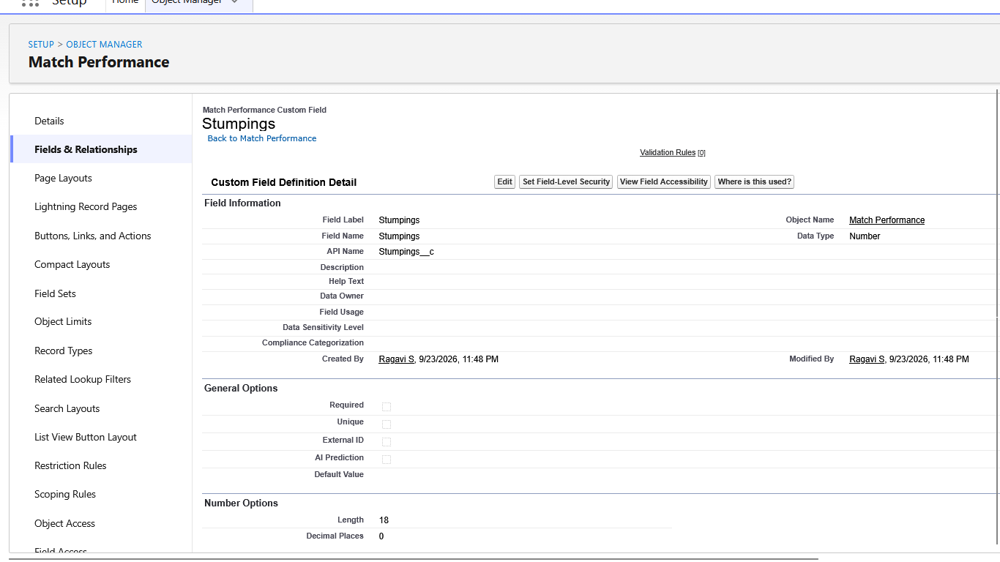 Setup Home Object Manager
SETUP > OBJECT MANAGER
Match Performance
Details
Fields & Relationships
Page Layouts
Lightning Record Pages
Buttons, Links, and Actions
Compact Layouts
Field Sets
Object Limits
Record Types
Related Lookup Filters
Search Layouts
List View Button Layout
Restriction Rules
Scoping Rules
Object Access
Field Access
Match Performance Custom Field
Stumpings
Back to Match Performance
Validation Rules [0]
Custom Field Definition Detail Edit Set Field-Level Security View Field Accessibility Where is this used?
Field Information
Field Label Stumpings Object Name Match Performance
Field Name Stumpings Data Type Number
API Name Stumpings__c
Description
Help Text
Data Owner
Field Usage
Data Sensitivity Level
Compliance Categorization
Created By Ragavi S, 9/23/2026, 11:48 PM Modified By Ragavi S, 9/23/2026, 11:48 PM
General Options
Required
Unique
External ID
AI Prediction
Default Value
Number Options
Length 18
Decimal Places 0